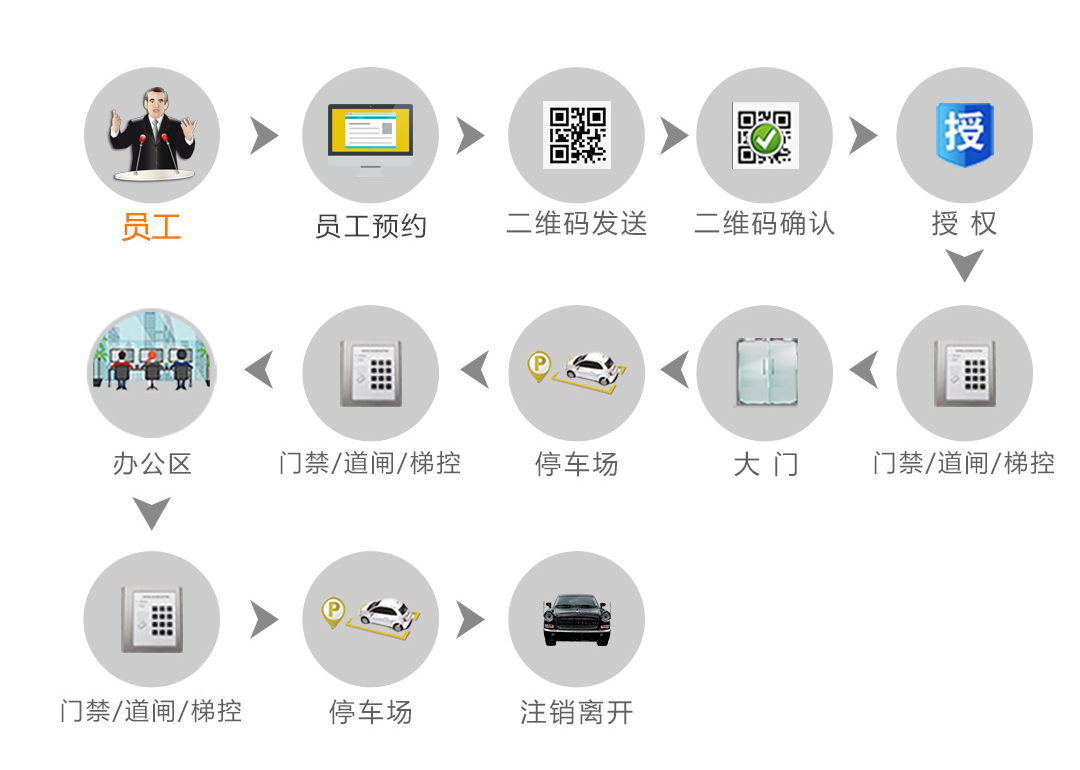 授
员工
员工预约
二维码发送
二维码确认
授 权
P
办公区
门禁/道闸/梯控
停车场
大 门
门禁/道闸/梯控
P
门禁/道闸/梯控
停车场
注销离开